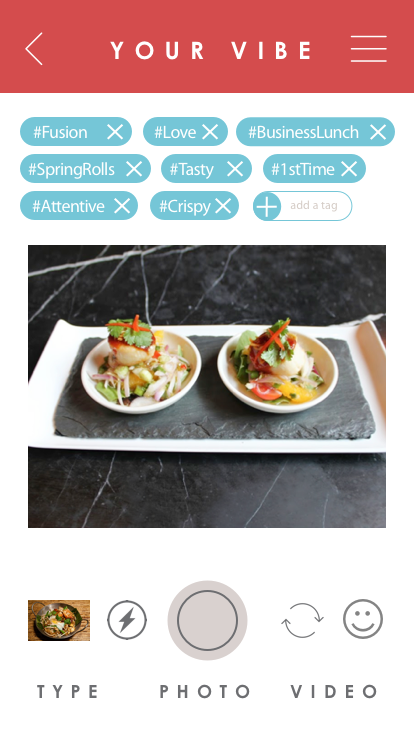 YOUR VIBE
#Fusion #Love #BusinessLunch
#SpringRolls #Tasty #1stTime
#Attentive #Crispy add a tag
TYPE PHOTO VIDEO